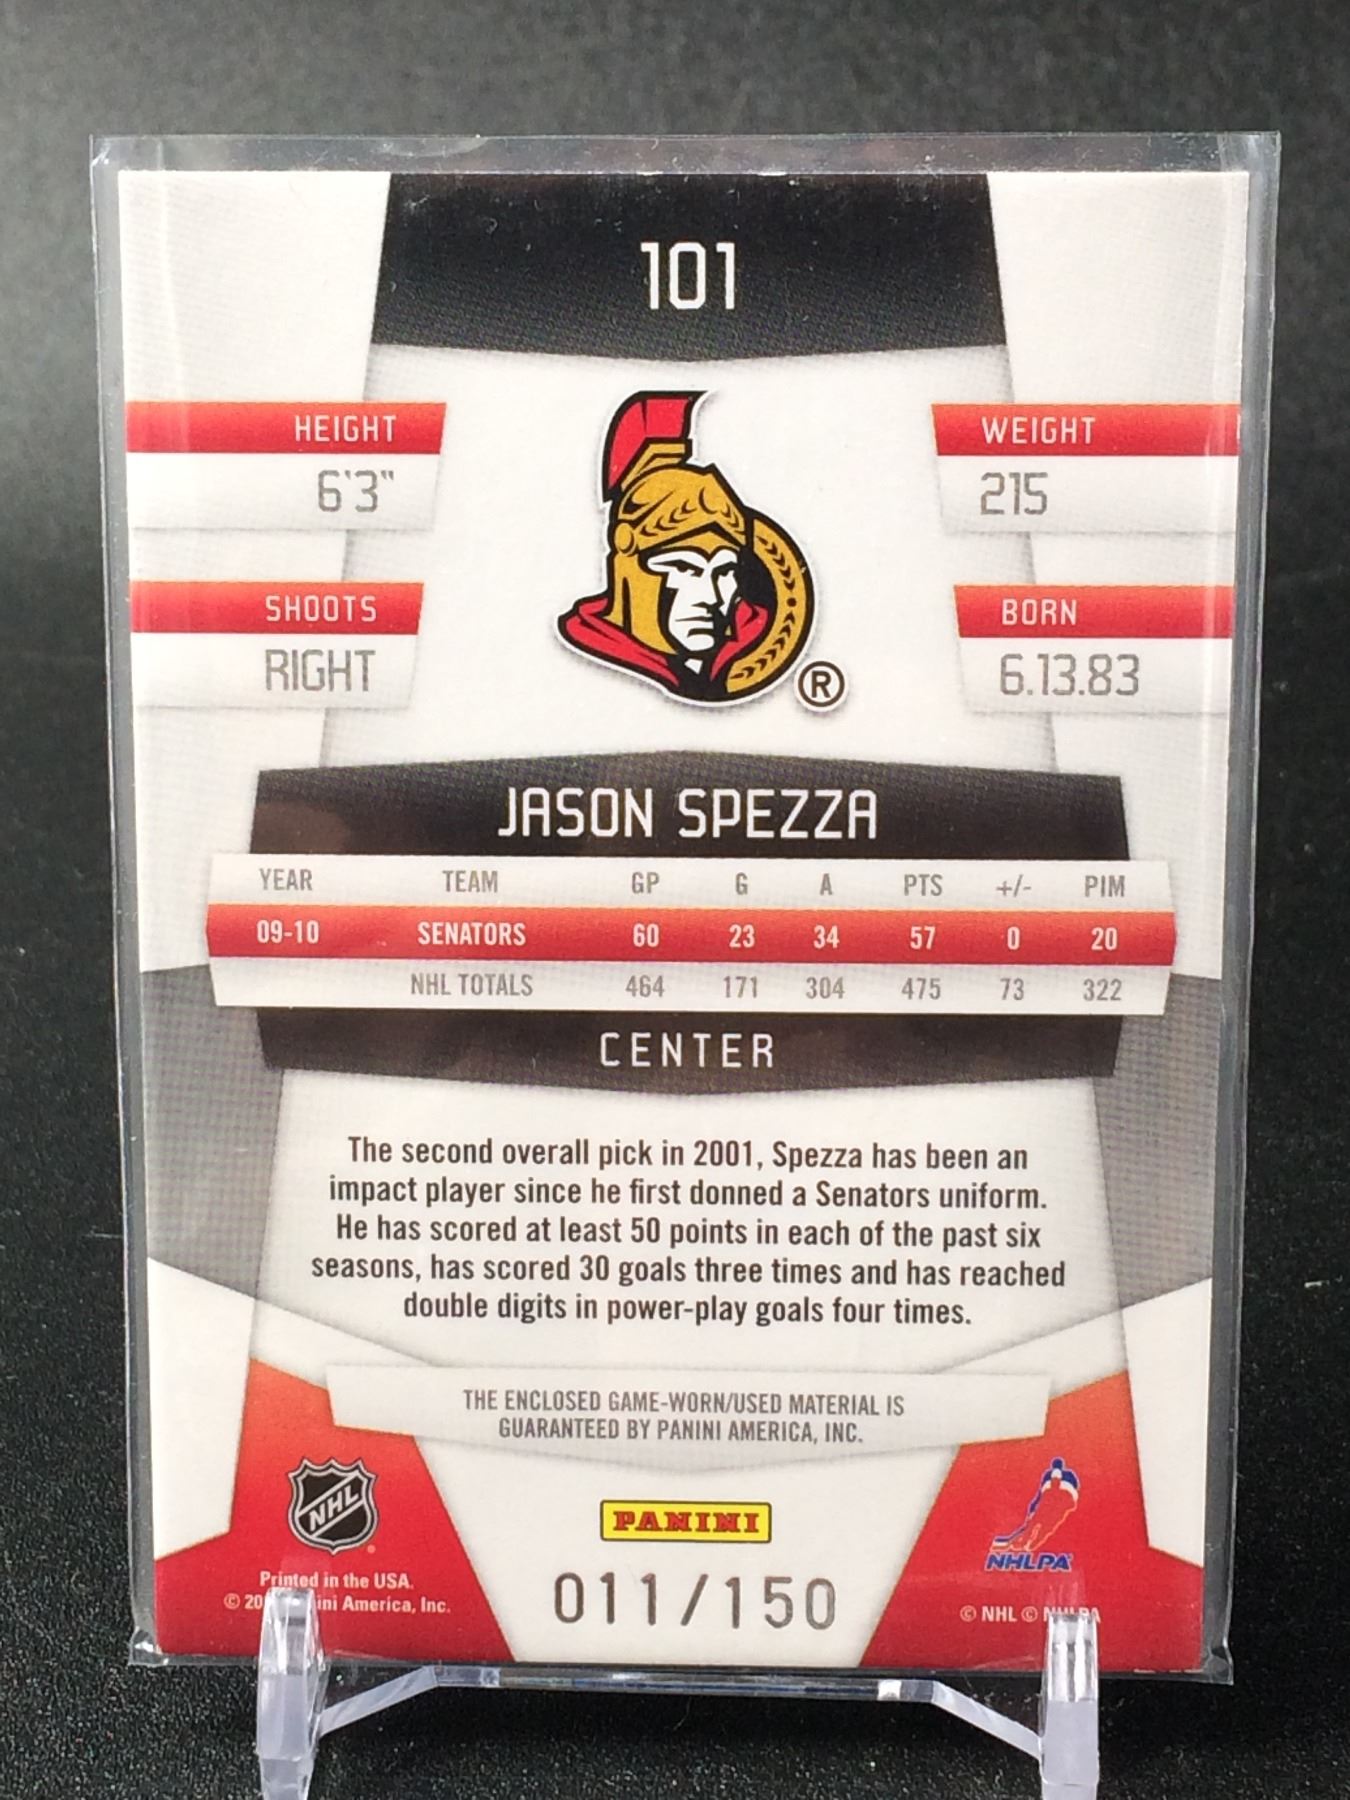 101
HEIGHT
6'3"
WEIGHT
215
SHOOTS
RIGHT
BORN
6.13.83
®
JASON SPEZZA
YEAR TEAM GP G A PTS +/- PIM
09-10 SENATORS 60 23 34 57 0 20
NHL TOTALS 464 171 304 475 73 322
CENTER
The second overall pick in 2001, Spezza has been an
impact player since he first donned a Senators uniform.
He has scored at least 50 points in each of the past six
seasons, has scored 30 goals three times and has reached
double digits in power-play goals four times.
THE ENCLOSED GAME-WORN/USED MATERIAL IS
GUARANTEED BY PANINI AMERICA, INC.
NHL
PANINI
NHLPA
Printed in the USA.
© America, Inc.
011/150
© NHL ©